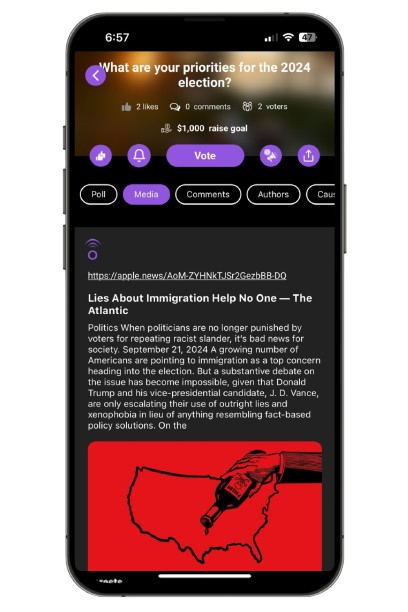 6:57
47
What are your priorities for the 2024
election?
2 likes 0 comments 2 voters
$1,000 raise goal
Vote
Poll Media Comments Authors Cau
https://apple.news/AoM-ZYHNkTJSr2GezbBB-DQ
Lies About Immigration Help No One — The
Atlantic
Politics When politicians are no longer punished by
voters for repeating racist slander, it's bad news for
society. September 21, 2024 A growing number of
Americans are pointing to immigration as a top concern
heading into the election. But a substantive debate on
the issue has become impossible, given that Donald
Trump and his vice-presidential candidate, J. D. Vance,
are only escalating their use of outright lies and
xenophobia in lieu of anything resembling fact-based
policy solutions. On the